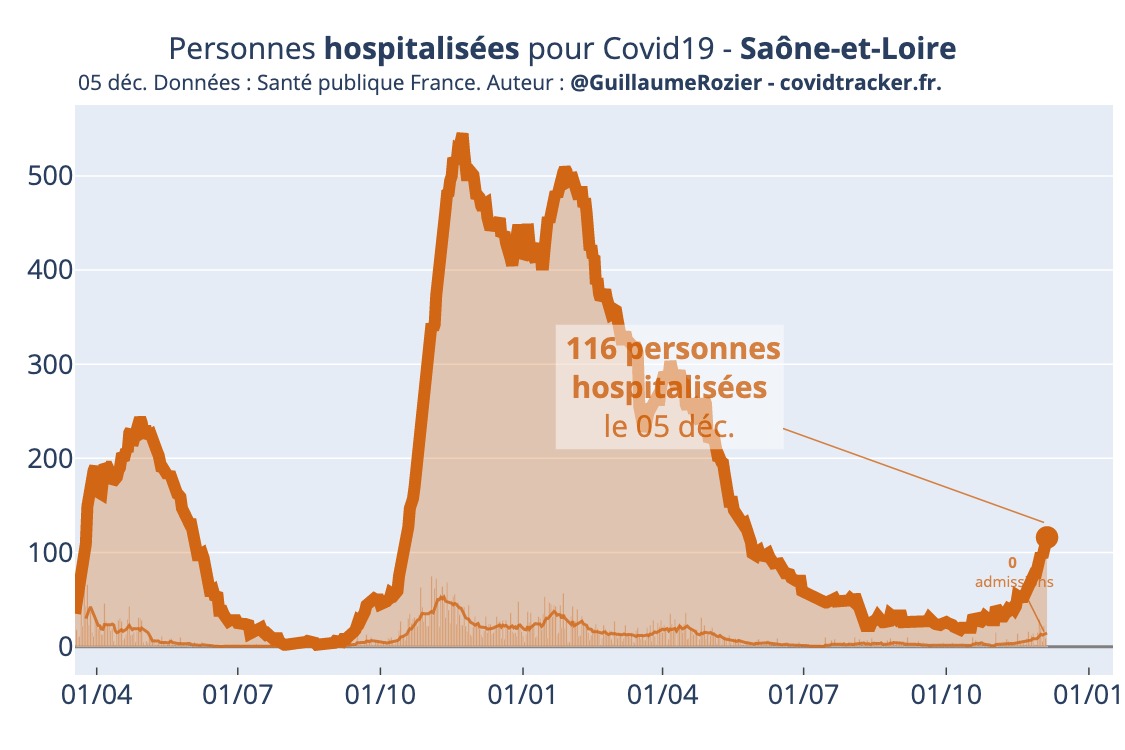 Personnes hospitalisées pour Covid19 - Saône-et-Loire
05 déc. Données : Santé publique France. Auteur : @GuillaumeRozier - covidtracker.fr.
500
400
300
200
100
0
116 personnes
hospitalisées
le 05 déc.
0
admissions
01/04
01/07
01/10
01/01
01/04
01/07
01/10
01/01